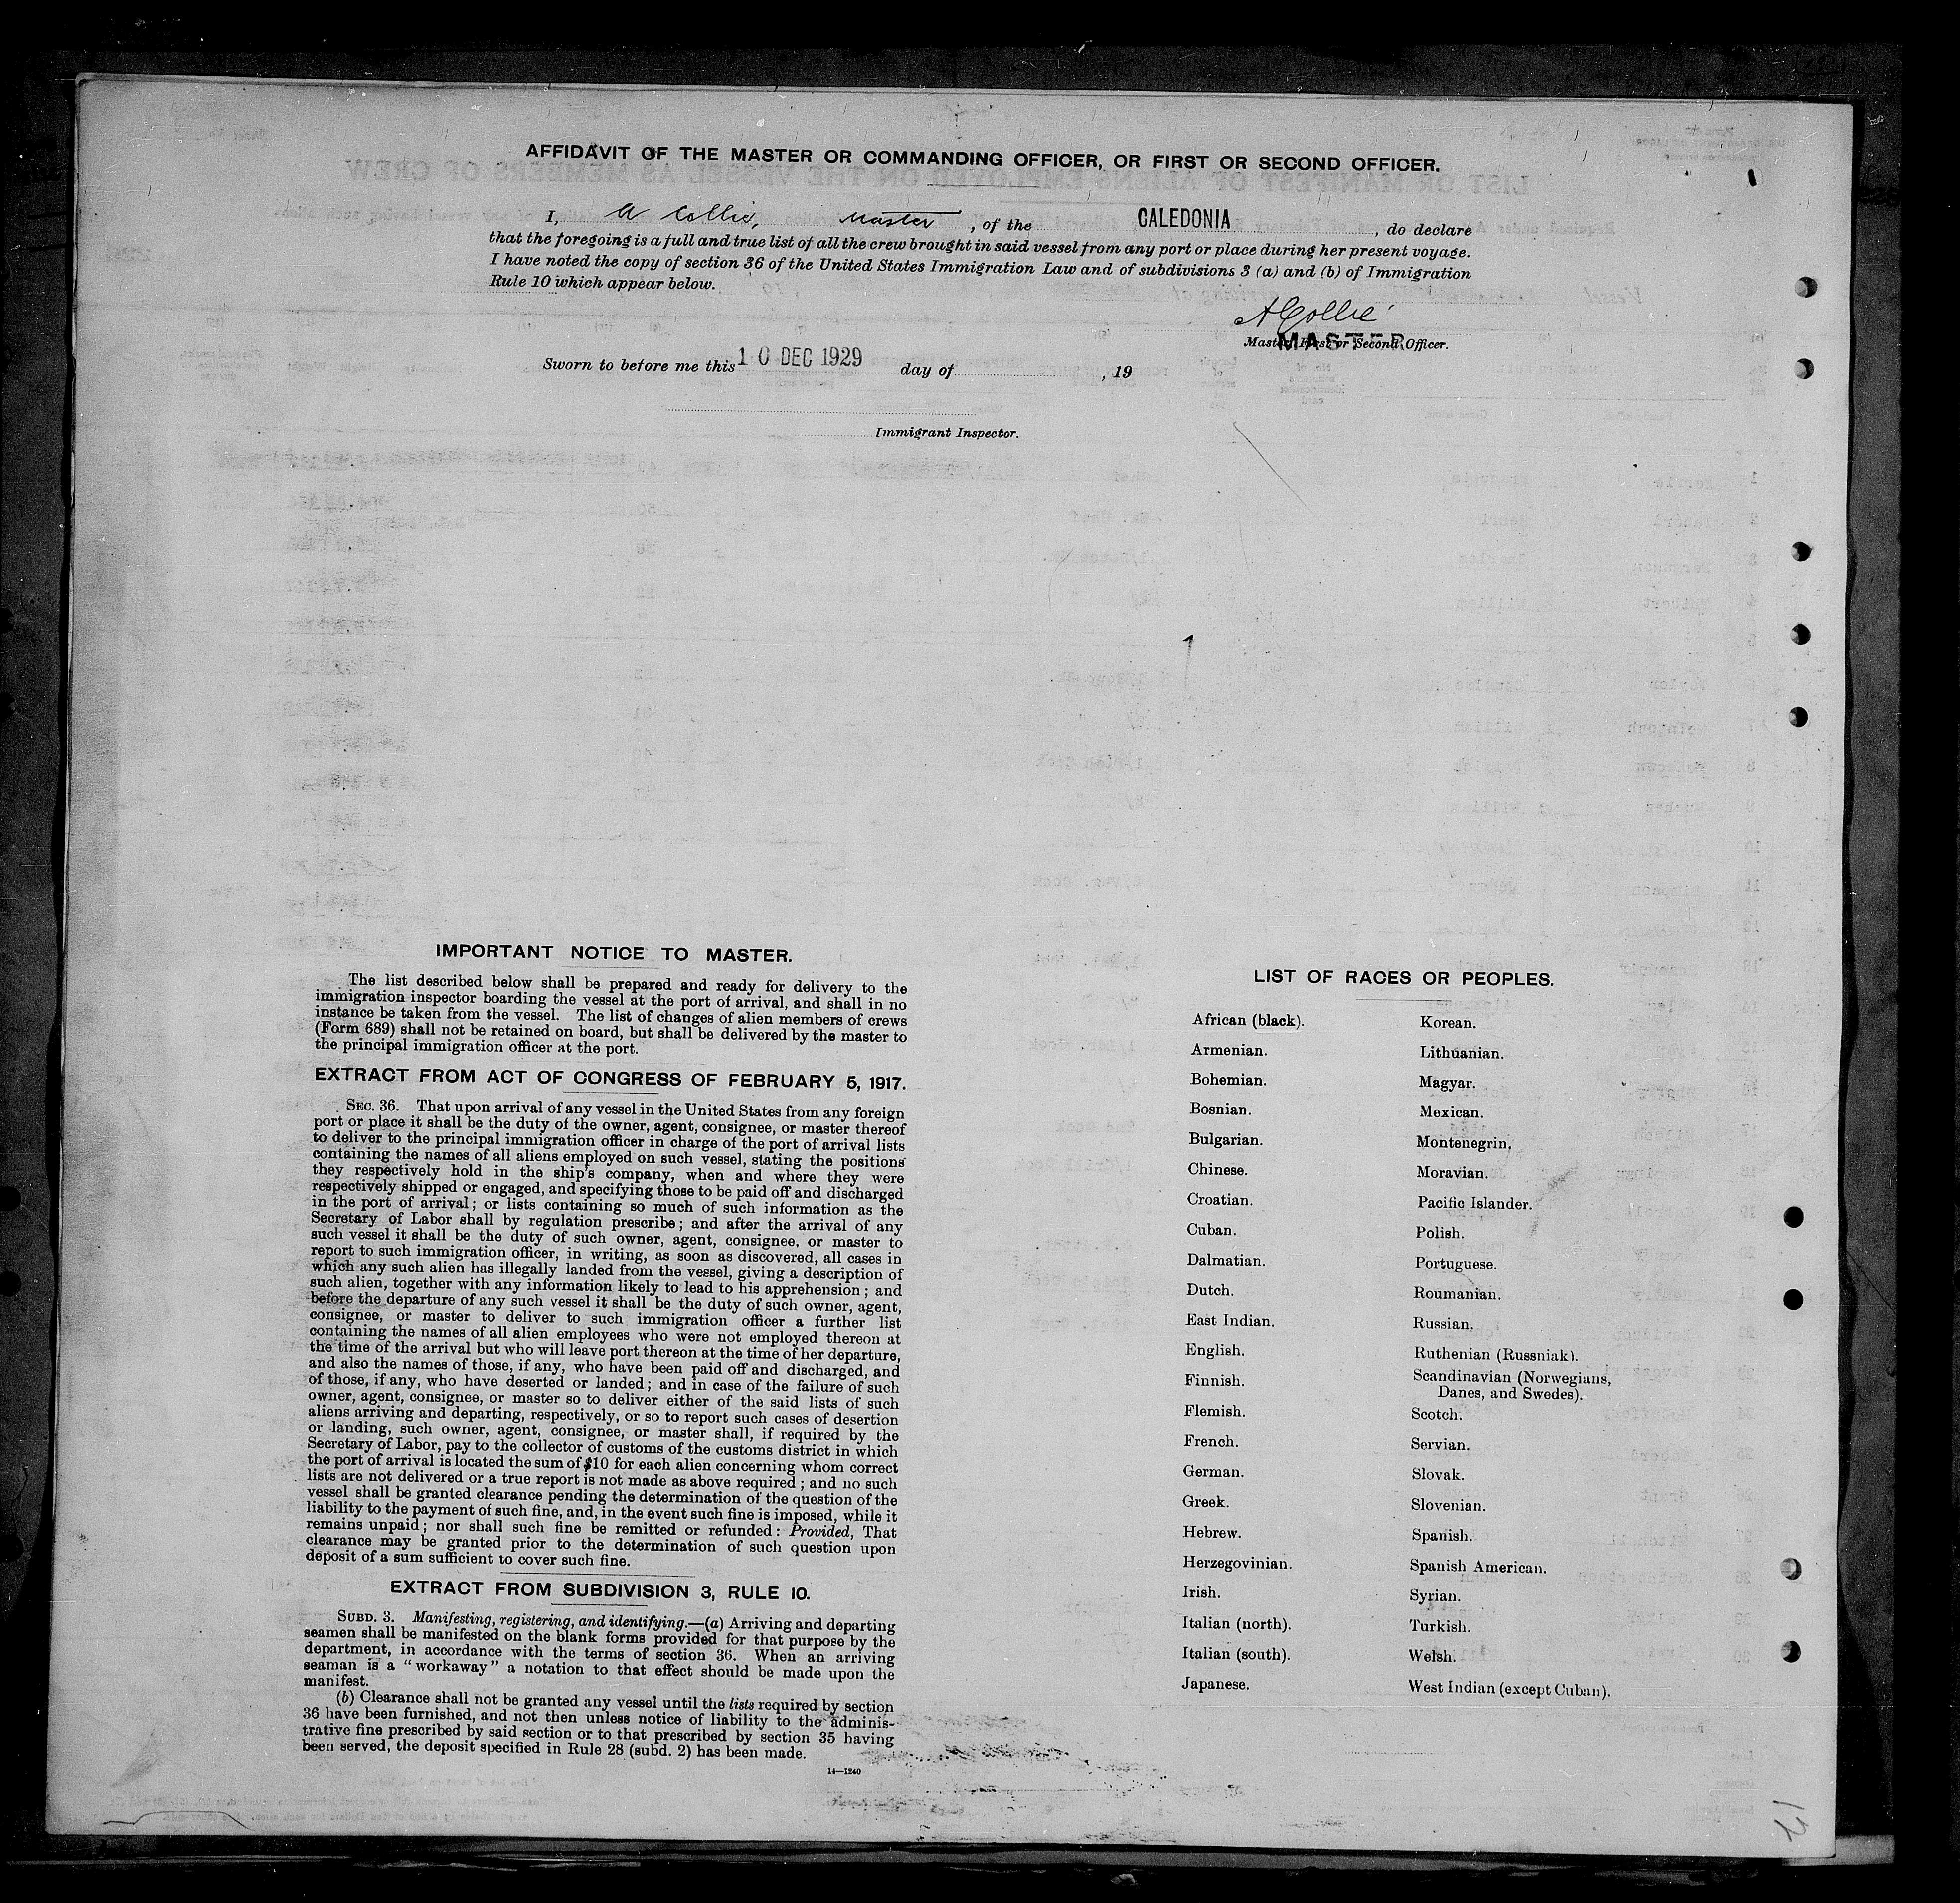 AFFIDAVIT OF THE MASTER OR COMMANDING OFFICER, OR FIRST OR SECOND OFFICER.
I, A Collie, Master, of the CALEDONIA, do declare
that the foregoing is a full and true list of all the crew brought in said vessel from any port or place during her present voyage.
I have noted the copy of section 36 of the United States Immigration Law and of subdivisions 3 (a) and (b) of Immigration
Rule 10 which appear below.
A Collie
MASTER
Master, First or Second Officer.
Sworn to before me this 10 DEC 1929 day of , 19
Immigrant Inspector.
IMPORTANT NOTICE TO MASTER.
The list described below shall be prepared and ready for delivery to the
immigration inspector boarding the vessel at the port of arrival, and shall in no
instance be taken from the vessel. The list of changes of alien members of crews
(Form 689) shall not be retained on board, but shall be delivered by the master to
the principal immigration officer at the port.
EXTRACT FROM ACT OF CONGRESS OF FEBRUARY 5, 1917.
SEC. 36. That upon arrival of any vessel in the United States from any foreign
port or place it shall be the duty of the owner, agent, consignee, or master thereof
to deliver to the principal immigration officer in charge of the port of arrival lists
containing the names of all aliens employed on such vessel, stating the positions
they respectively hold in the ship's company, when and where they were
respectively shipped or engaged, and specifying those to be paid off and discharged
in the port of arrival; or lists containing so much of such information as the
Secretary of Labor shall by regulation prescribe; and after the arrival of any
such vessel it shall be the duty of such owner, agent, consignee, or master to
report to such immigration officer, in writing, as soon as discovered, all cases in
which any such alien has illegally landed from the vessel, giving a description of
such alien, together with any information likely to lead to his apprehension; and
before the departure of any such vessel it shall be the duty of such owner, agent,
consignee, or master to deliver to such immigration officer a further list
containing the names of all alien employees who were not employed thereon at
the time of the arrival but who will leave port thereon at the time of her departure,
and also the names of those, if any, who have been paid off and discharged, and
of those, if any, who have deserted or landed; and in case of the failure of such
owner, agent, consignee, or master so to deliver either of the said lists of such
aliens arriving and departing, respectively, or so to report such cases of desertion
or landing, such owner, agent, consignee, or master shall, if required by the
Secretary of Labor, pay to the collector of customs of the customs district in which
the port of arrival is located the sum of $10 for each alien concerning whom correct
lists are not delivered or a true report is not made as above required; and no such
vessel shall be granted clearance pending the determination of the question of the
liability to the payment of such fine, and, in the event such fine is imposed, while it
remains unpaid; nor shall such fine be remitted or refunded: Provided, That
clearance may be granted prior to the determination of such question upon
deposit of a sum sufficient to cover such fine.
EXTRACT FROM SUBDIVISION 3, RULE 10.
SUBD. 3. Manifesting, registering, and identifying.—(a) Arriving and departing
seamen shall be manifested on the blank forms provided for that purpose by the
department, in accordance with the terms of section 36. When an arriving
seaman is a "workaway" a notation to that effect should be made upon the
manifest.
(b) Clearance shall not be granted any vessel until the lists required by section
36 have been furnished, and not then unless notice of liability to the adminis-
trative fine prescribed by said section or to that prescribed by section 35 having
been served, the deposit specified in Rule 28 (subd. 2) has been made.
14—1240
LIST OF RACES OR PEOPLES.
African (black).
Armenian.
Bohemian.
Bosnian.
Bulgarian.
Chinese.
Croatian.
Cuban.
Dalmatian.
Dutch.
East Indian.
English.
Finnish.
Flemish.
French.
German.
Greek.
Hebrew.
Herzegovinian.
Irish.
Italian (north).
Italian (south).
Japanese.
Korean.
Lithuanian.
Magyar.
Mexican.
Montenegrin.
Moravian.
Pacific Islander.
Polish.
Portuguese.
Roumanian.
Russian.
Ruthenian (Russniak).
Scandinavian (Norwegians,
Danes, and Swedes).
Scotch.
Servian.
Slovak.
Slovenian.
Spanish.
Spanish American.
Syrian.
Turkish.
Welsh.
West Indian (except Cuban).